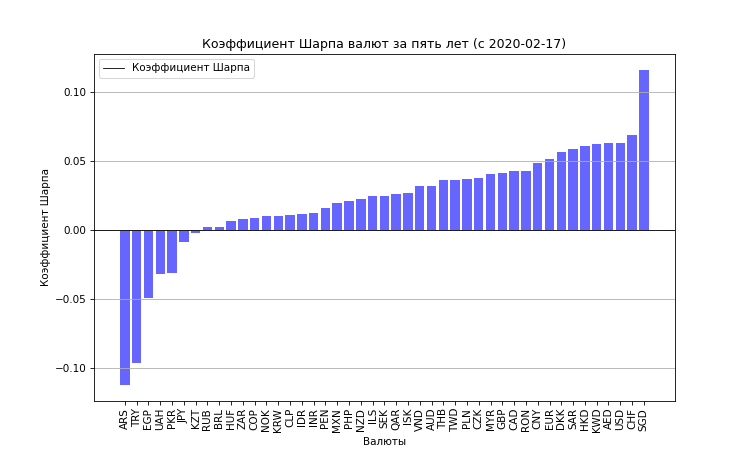 Коэффициент Шарпа валют за пять лет (с 2020-02-17)
Коэффициент Шарпа
0.10
0.05
0.00
−0.05
−0.10
Коэффициент Шарпа
ARS TRY EGP UAH PKR JPY KZT RUB BRL HUF ZAR COP NOK KRW CLP IDR INR PEN MXN PHP NZD ILS SEK QAR ISK VND AUD THB TWD PLN CZK MYR GBP CAD RON CNY EUR DKK SAR HKD KWD AED USD CHF SGD
Валюты